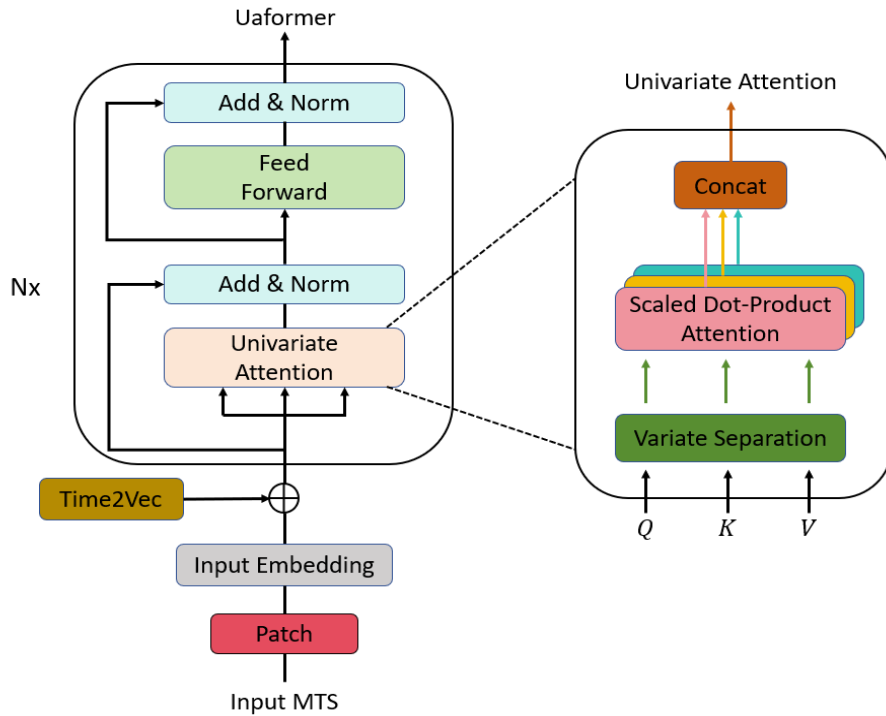 Uaformer
Add & Norm
Feed
Forward
Add & Norm
Nx
Univariate
Attention
Time2Vec
Input Embedding
Patch
Input MTS
Univariate Attention
Concat
Scaled Dot-Product
Attention
Variate Separation
Q K V